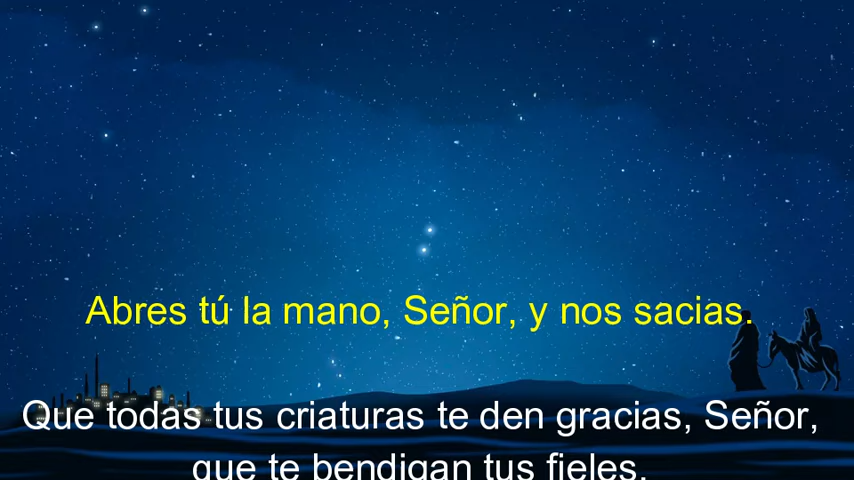 Abres tú la mano, Señor, y nos sacias.
Que todas tus criaturas te den gracias, Señor,
que te bendigan tus fieles.